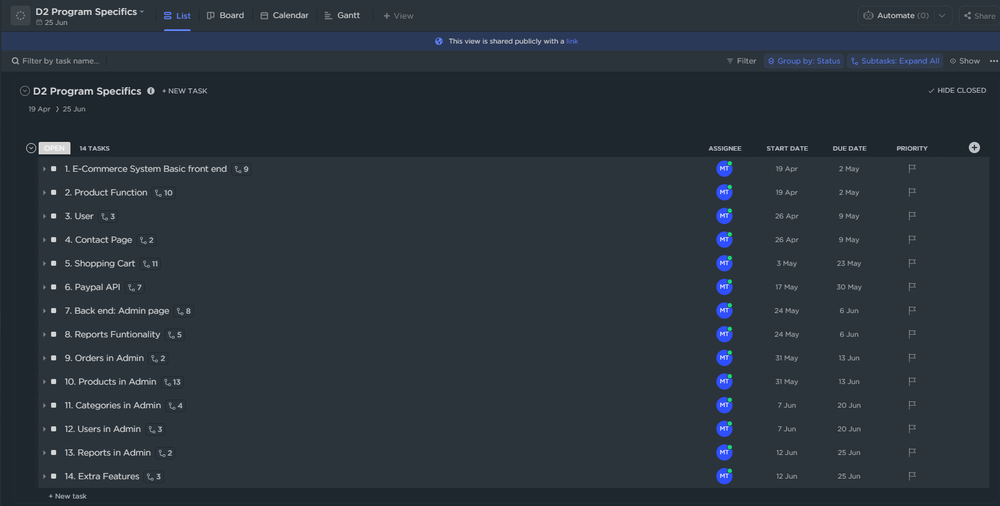 D2 Program Specifics
25 Jun
List Board Calendar Gantt + View
Automate (0) Share
This view is shared publicly with a link
Filter by task name...
Filter Group by: Status Subtasks: Expand All Show
D2 Program Specifics + NEW TASK
HIDE CLOSED
19 Apr 25 Jun
OPEN 14 TASKS ASSIGNEE START DATE DUE DATE PRIORITY
1. E-Commerce System Basic front end 9 MT 19 Apr 2 May
2. Product Function 10 MT 19 Apr 2 May
3. User 3 MT 26 Apr 9 May
4. Contact Page 2 MT 26 Apr 9 May
5. Shopping Cart 11 MT 3 May 23 May
6. Paypal API 7 MT 17 May 30 May
7. Back end: Admin page 8 MT 24 May 6 Jun
8. Reports Funtionality 5 MT 24 May 6 Jun
9. Orders in Admin 2 MT 31 May 13 Jun
10. Products in Admin 13 MT 31 May 13 Jun
11. Categories in Admin 4 MT 7 Jun 20 Jun
12. Users in Admin 3 MT 7 Jun 20 Jun
13. Reports in Admin 2 MT 12 Jun 25 Jun
14. Extra Features 3 MT 12 Jun 25 Jun
+ New task